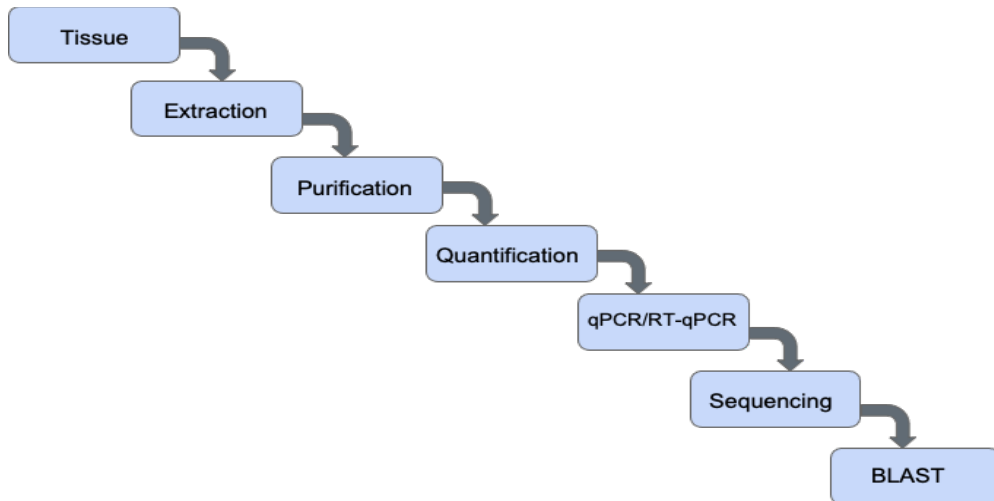 Tissue
Extraction
Purification
Quantification
qPCR/RT-qPCR
Sequencing
BLAST